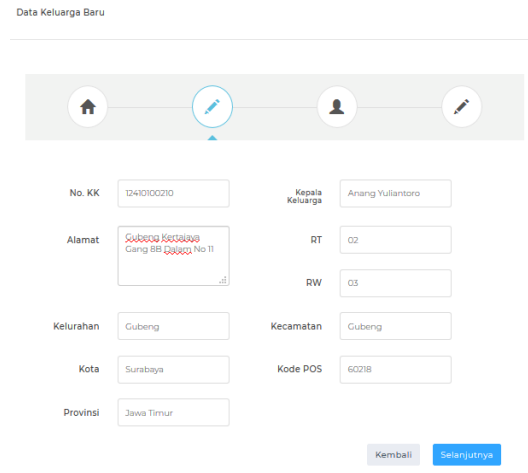 Data Keluarga Baru
No. KK 12410100210 Kepala Keluarga Anang Yuliantoro
Alamat Gubeng Kertajaya
Gang 8B Dalam No 11
RT 02
RW 03
Kelurahan Gubeng Kecamatan Gubeng
Kota Surabaya Kode POS 60218
Provinsi Jawa Timur
Kembali Selanjutnya